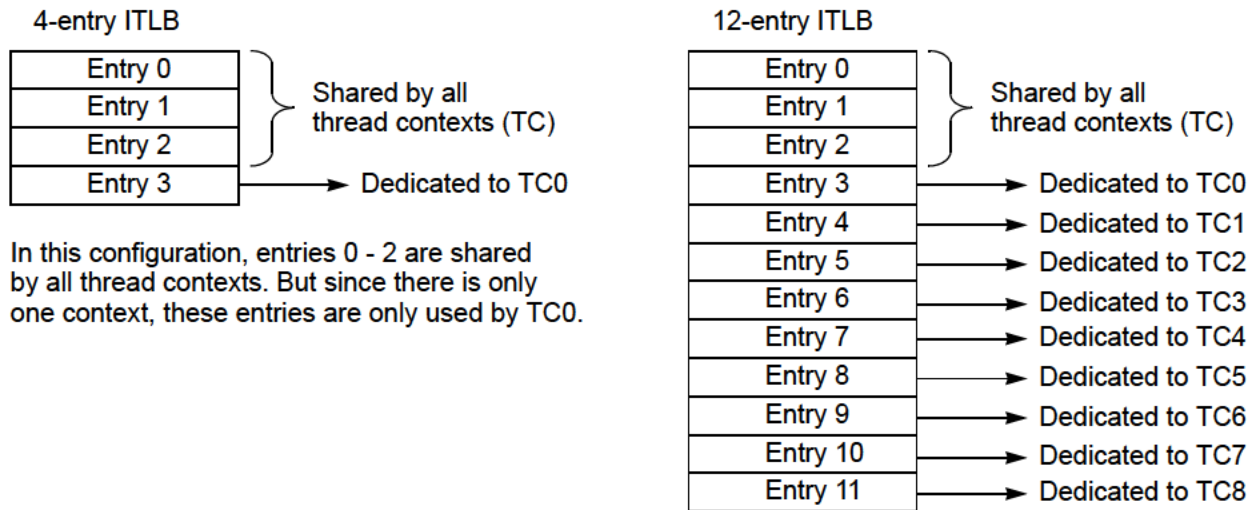 4-entry ITLB
Entry 0
Entry 1
Entry 2
Entry 3
Shared by all
thread contexts (TC)
Dedicated to TC0
In this configuration, entries 0 - 2 are shared
by all thread contexts. But since there is only
one context, these entries are only used by TC0.
12-entry ITLB
Entry 0
Entry 1
Entry 2
Shared by all
thread contexts (TC)
Entry 3 Dedicated to TC0
Entry 4 Dedicated to TC1
Entry 5 Dedicated to TC2
Entry 6 Dedicated to TC3
Entry 7 Dedicated to TC4
Entry 8 Dedicated to TC5
Entry 9 Dedicated to TC6
Entry 10 Dedicated to TC7
Entry 11 Dedicated to TC8